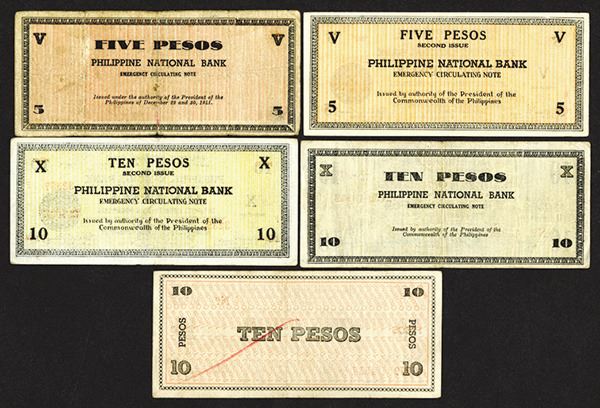 V FIVE PESOS V
PHILIPPINE NATIONAL BANK
EMERGENCY CIRCULATING NOTE
Issued under the authority of the President of the
5 Philippines of December 29 and 30, 1941. 5
V FIVE PESOS V
SECOND ISSUE
PHILIPPINE NATIONAL BANK
EMERGENCY CIRCULATING NOTE
Issued by authority of the President of the
5 Commonwealth of the Philippines 5
X TEN PESOS X
SECOND ISSUE
PHILIPPINE NATIONAL BANK
EMERGENCY CIRCULATING NOTE
Issued by authority of the President of the
10 Commonwealth of the Philippines 10
X TEN PESOS X
PHILIPPINE NATIONAL BANK
EMERGENCY CIRCULATING NOTE
Issued by authority of the President of the
10 Commonwealth of the Philippines 10
10 10
PESOS TEN PESOS PESOS
10 10